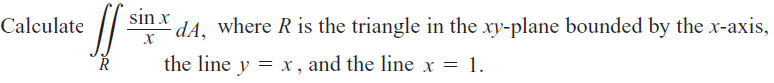 Calculate ∬_R (sin x / x) dA, where R is the triangle in the xy-plane bounded by the x-axis,
the line y = x, and the line x = 1.